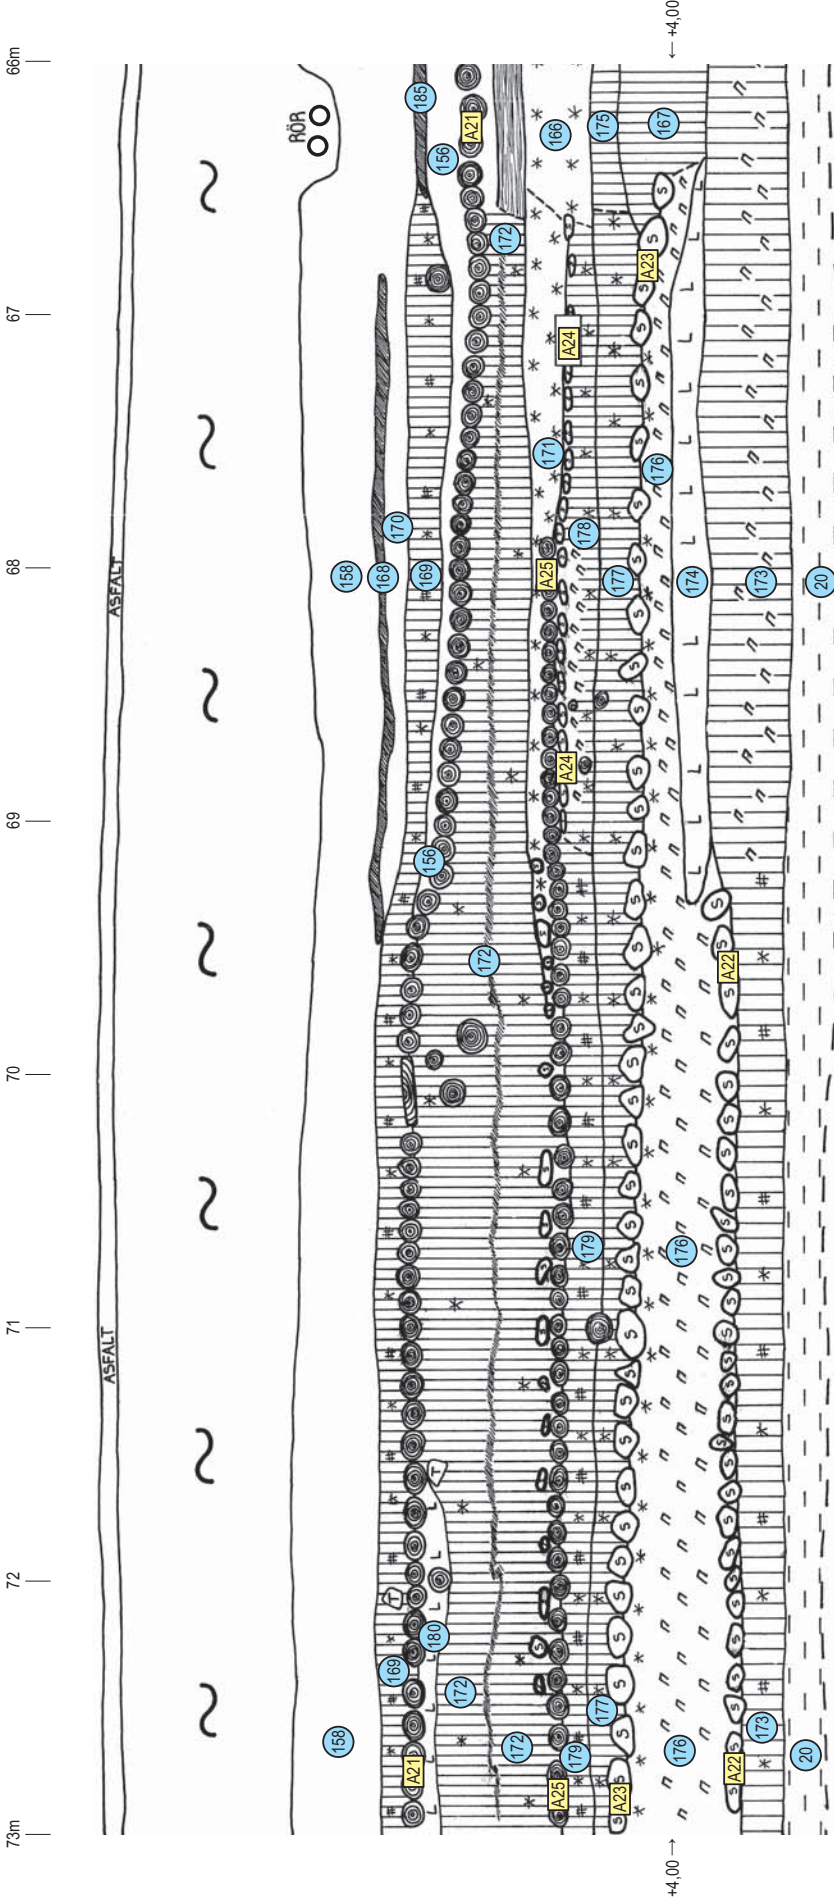 73m 72 71 70 69 68 67 66m
ASFALT ASFALT
RÖR
158 158
168
169 170
T
A21 169 185
180 156 156
T
172 172 172 A21
172
A25 171 166
A25 A24 A24
179 179 178
177 177 175
A23 A23
176 167
+4,00 → 176 176 174 ← +4,00
A22 A22
173 173
20 20